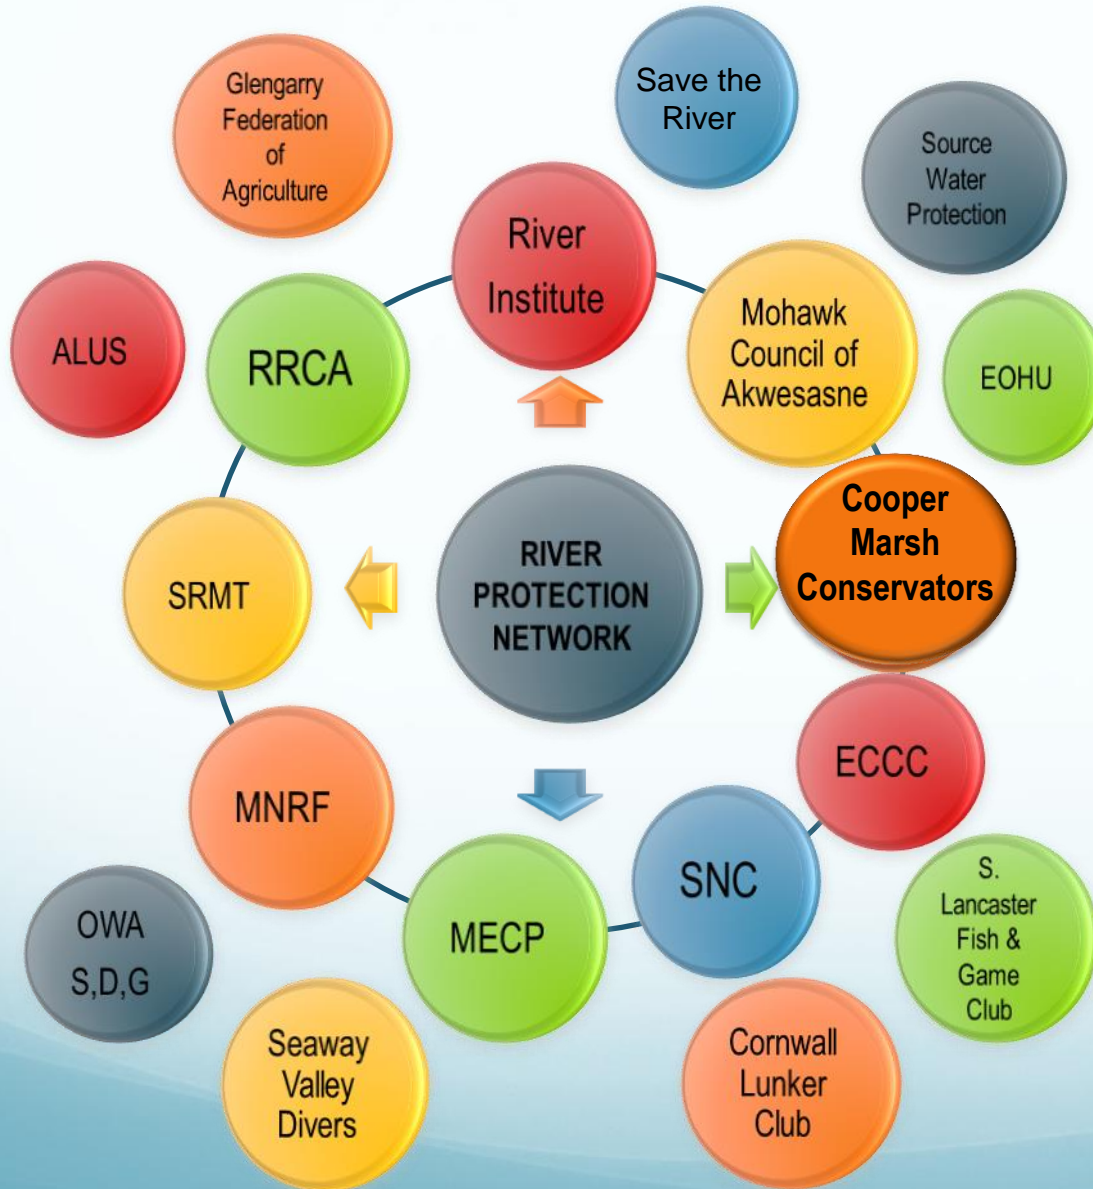 Glengarry
Federation
of
Agriculture
Save the
River
Source
Water
Protection
River
Institute
Mohawk
Council of
Akwesasne
ALUS
RRCA
EOHU
Cooper
Marsh
Conservators
SRMT
RIVER
PROTECTION
NETWORK
ECCC
MNRF
SNC
MECP
S.
Lancaster
Fish &
Game
Club
OWA
S,D,G
Seaway
Valley
Divers
Cornwall
Lunker
Club